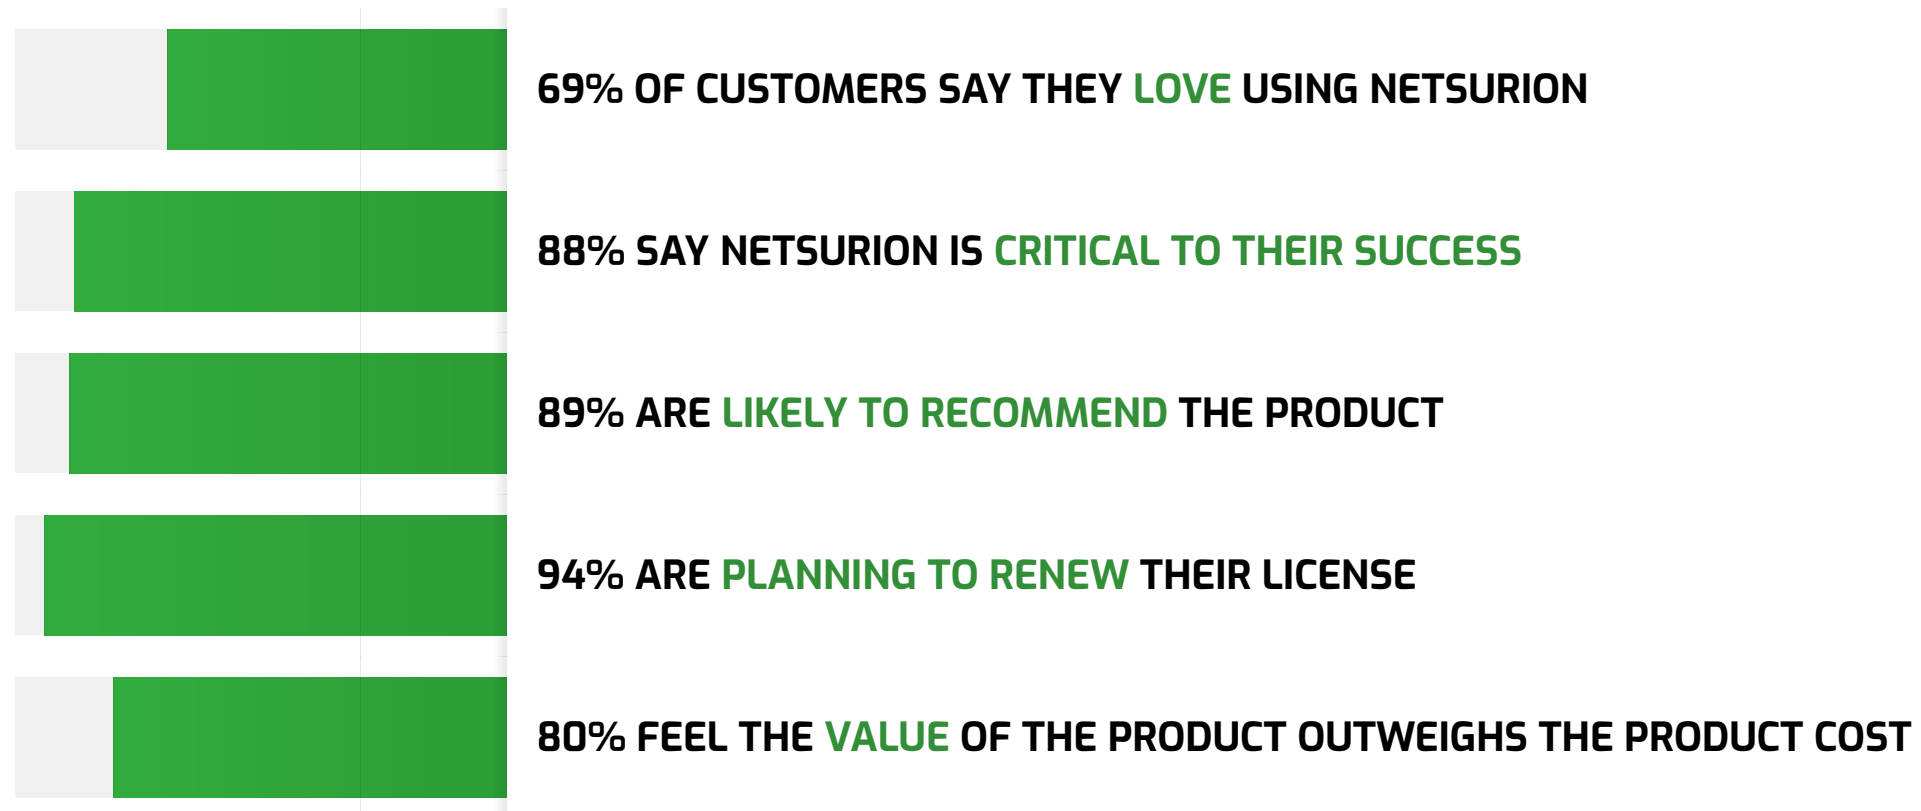 69% OF CUSTOMERS SAY THEY LOVE USING NETSURION
88% SAY NETSURION IS CRITICAL TO THEIR SUCCESS
89% ARE LIKELY TO RECOMMEND THE PRODUCT
94% ARE PLANNING TO RENEW THEIR LICENSE
80% FEEL THE VALUE OF THE PRODUCT OUTWEIGHS THE PRODUCT COST